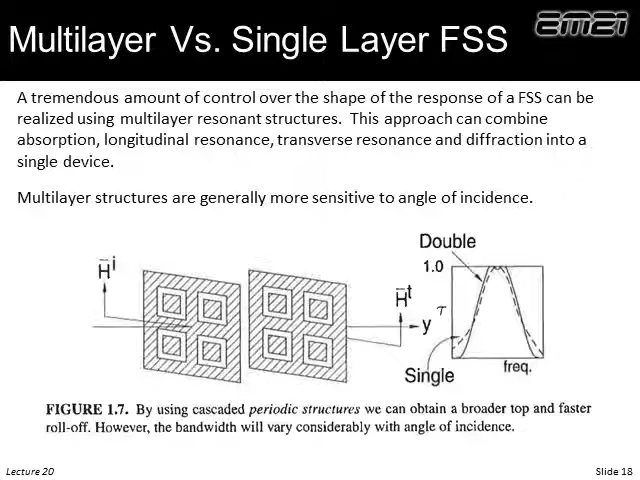 Multilayer Vs. Single Layer FSS
EM21
A tremendous amount of control over the shape of the response of a FSS can be
realized using multilayer resonant structures. This approach can combine
absorption, longitudinal resonance, transverse resonance and diffraction into a
single device.
Multilayer structures are generally more sensitive to angle of incidence.
Double
H̄ⁱ
1.0
H̄ᵗ
τ
y
Single
freq.
FIGURE 1.7. By using cascaded periodic structures we can obtain a broader top and faster
roll-off. However, the bandwidth will vary considerably with angle of incidence.
Lecture 20
Slide 18